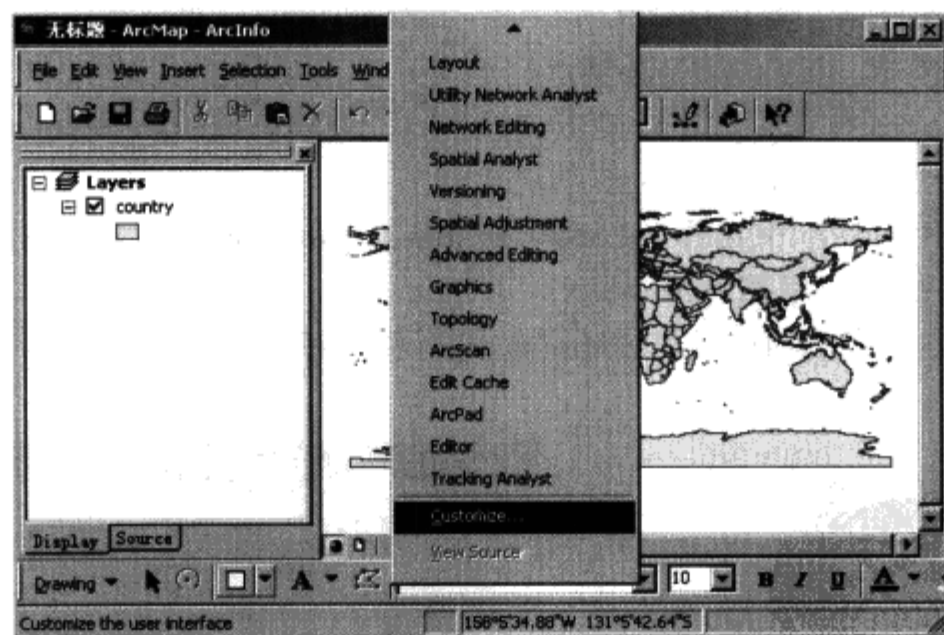 无标题 - ArcMap - ArcInfo
File Edit View Insert Selection Tools Wind
Layout
Utility Network Analyst
Network Editing
Spatial Analyst
Versioning
Spatial Adjustment
Advanced Editing
Graphics
Topology
ArcScan
Edit Cache
ArcPad
Editor
Tracking Analyst
Customize...
View Source
Layers
country
Display Source
Drawing A 10 B I U A
Customize the user interface 158°5'34.88"W 131°5'42.64"S